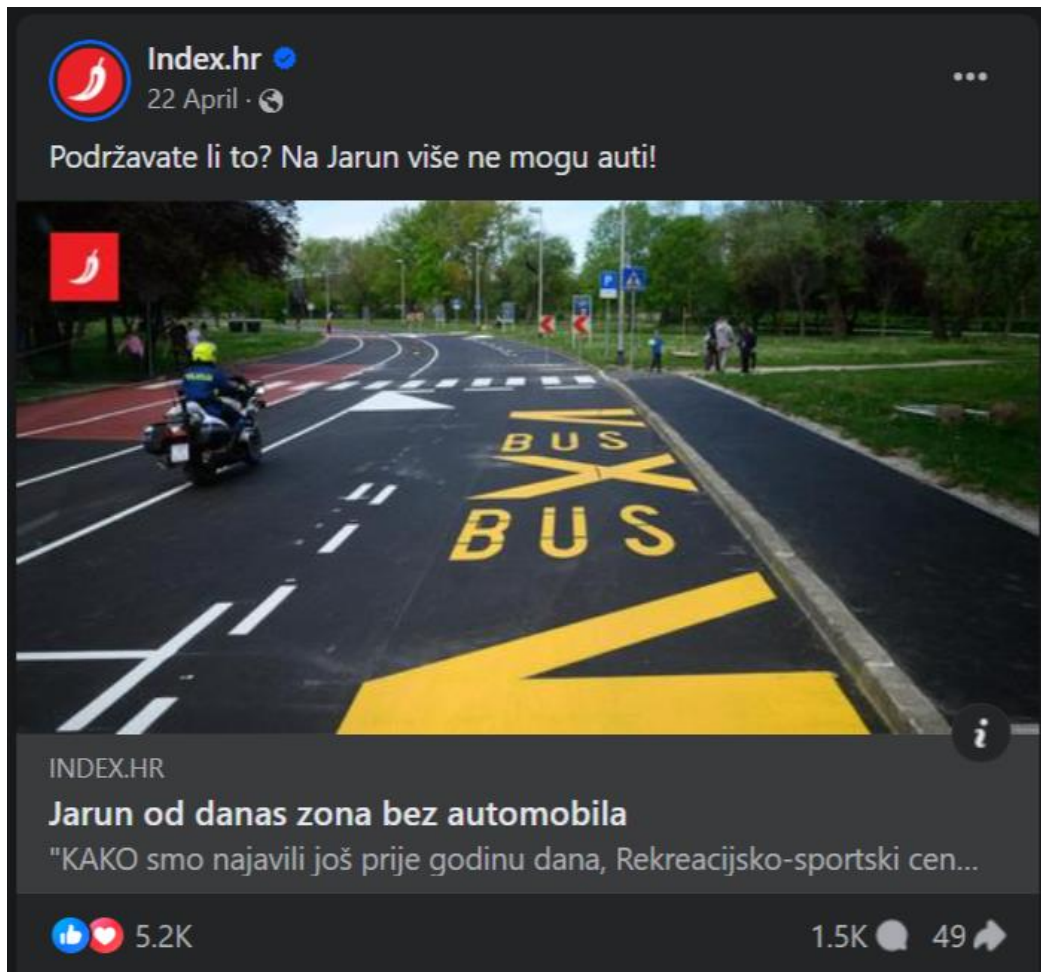 Index.hr
22 April ·
Podržavate li to? Na Jarun više ne mogu auti!
P
BUS
BUS
INDEX.HR
Jarun od danas zona bez automobila
"KAKO smo najavili još prije godinu dana, Rekreacijsko-sportski cen...
5.2K
1.5K 49